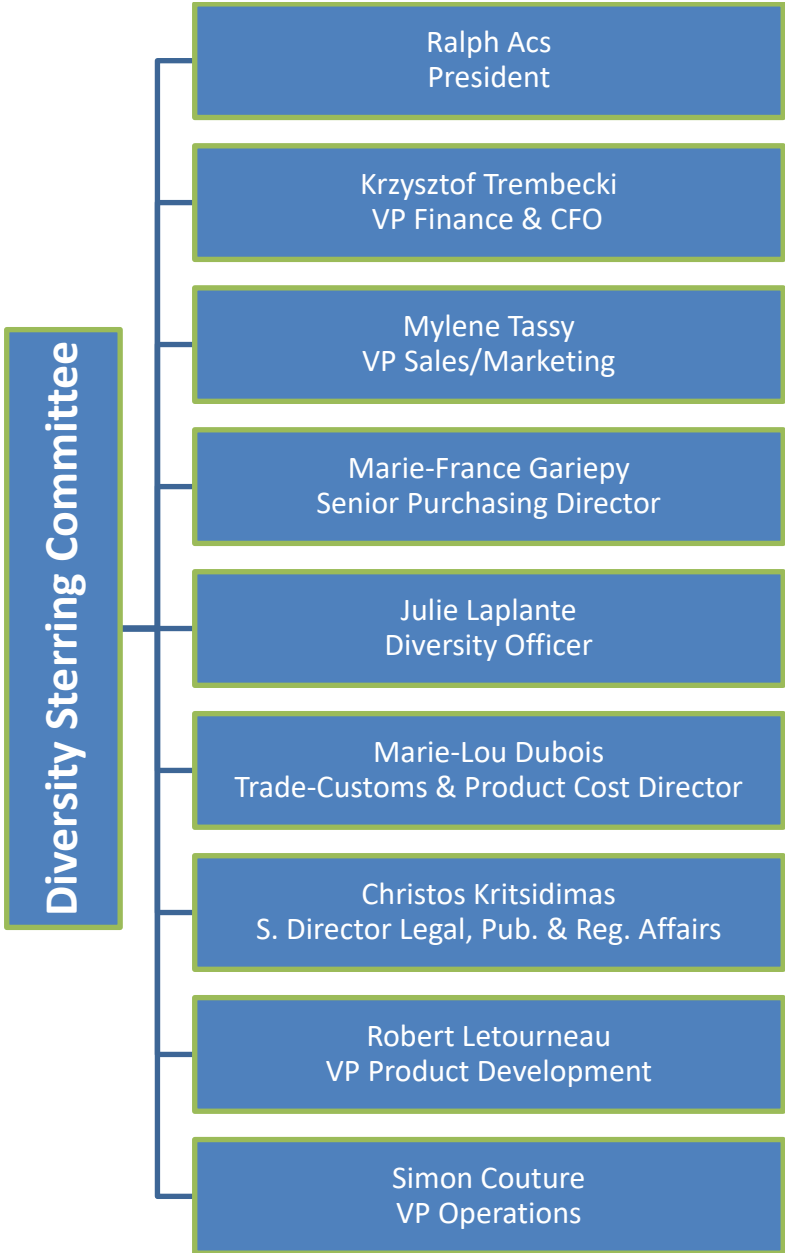 Diversity Sterring Committee
Ralph Acs
President
Krzysztof Trembecki
VP Finance & CFO
Mylene Tassy
VP Sales/Marketing
Marie-France Gariepy
Senior Purchasing Director
Julie Laplante
Diversity Officer
Marie-Lou Dubois
Trade-Customs & Product Cost Director
Christos Kritsidimas
S. Director Legal, Pub. & Reg. Affairs
Robert Letourneau
VP Product Development
Simon Couture
VP Operations